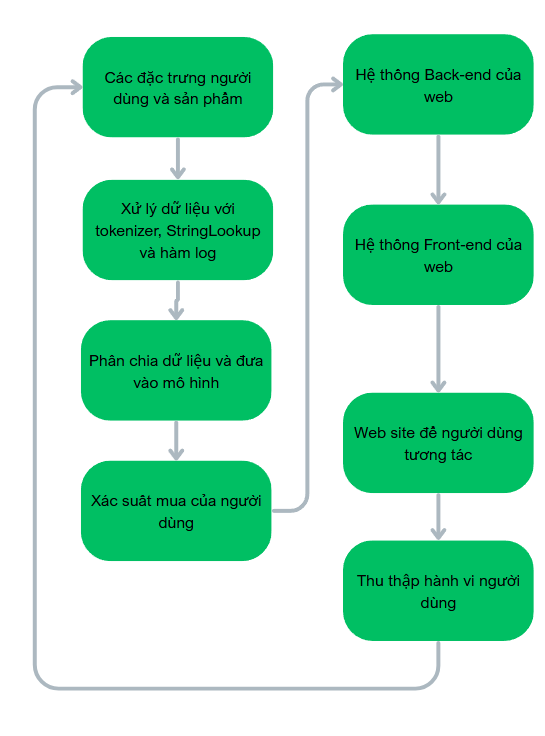 Các đặc trưng người
dùng và sản phẩm
Xử lý dữ liệu với
tokenizer, StringLookup
và hàm log
Phân chia dữ liệu và đưa
vào mô hình
Xác suất mua của người
dùng
Hệ thống Back-end của
web
Hệ thống Front-end của
web
Web site để người dùng
tương tác
Thu thập hành vi người
dùng